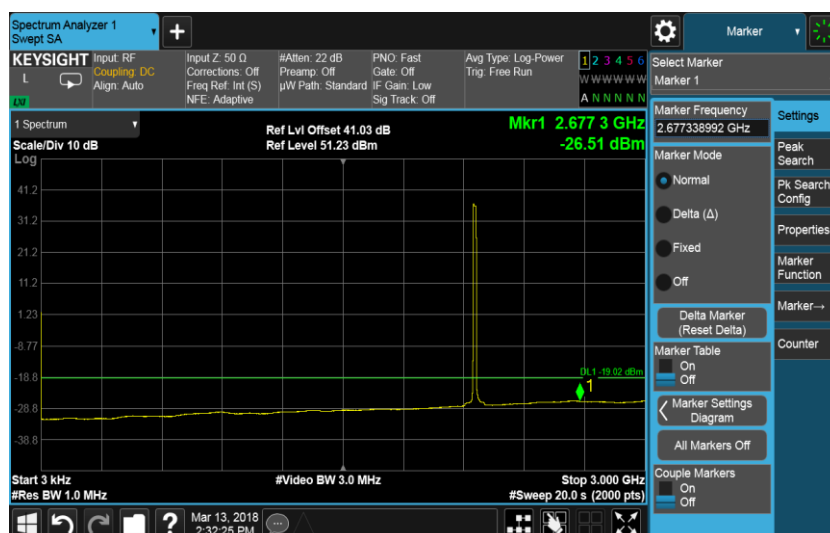 Spectrum Analyzer 1
Swept SA
Marker
KEYSIGHT
L
LXI
Input: RF
Coupling: DC
Align: Auto
Input Z: 50 Ω
Corrections: Off
Freq Ref: Int (S)
NFE: Adaptive
#Atten: 22 dB
Preamp: Off
µW Path: Standard
PNO: Fast
Gate: Off
IF Gain: Low
Sig Track: Off
Avg Type: Log-Power
Trig: Free Run
1 2 3 4 5 6
W W W W W W
A N N N N N
Select Marker
Marker 1
1 Spectrum
Scale/Div 10 dB
Log
Ref Lvl Offset 41.03 dB
Ref Level 51.23 dBm
Mkr1 2.677 3 GHz
-26.51 dBm
41.2
31.2
21.2
11.2
1.23
-8.77
-18.8
-28.8
-38.8
DL1 -19.02 dBm
1
Start 3 kHz
#Res BW 1.0 MHz
#Video BW 3.0 MHz
Stop 3.000 GHz
#Sweep 20.0 s (2000 pts)
Marker Frequency
2.677338992 GHz
Marker Mode
Normal
Delta (Δ)
Fixed
Off
Delta Marker
(Reset Delta)
Marker Table
On
Off
Marker Settings
Diagram
All Markers Off
Couple Markers
On
Off
Settings
Peak
Search
Pk Search
Config
Properties
Marker
Function
Marker→
Counter
?
Mar 13, 2018
2:32:25 PM